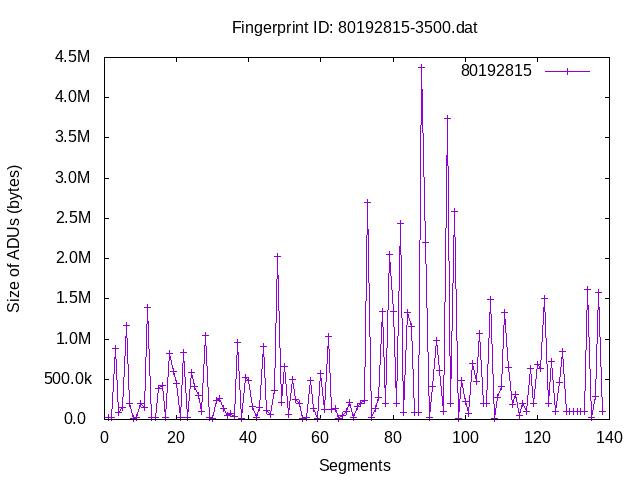 Fingerprint ID: 80192815-3500.dat
80192815
Size of ADUs (bytes)
4.5M
4.0M
3.5M
3.0M
2.5M
2.0M
1.5M
1.0M
500.0k
0.0
0 20 40 60 80 100 120 140
Segments